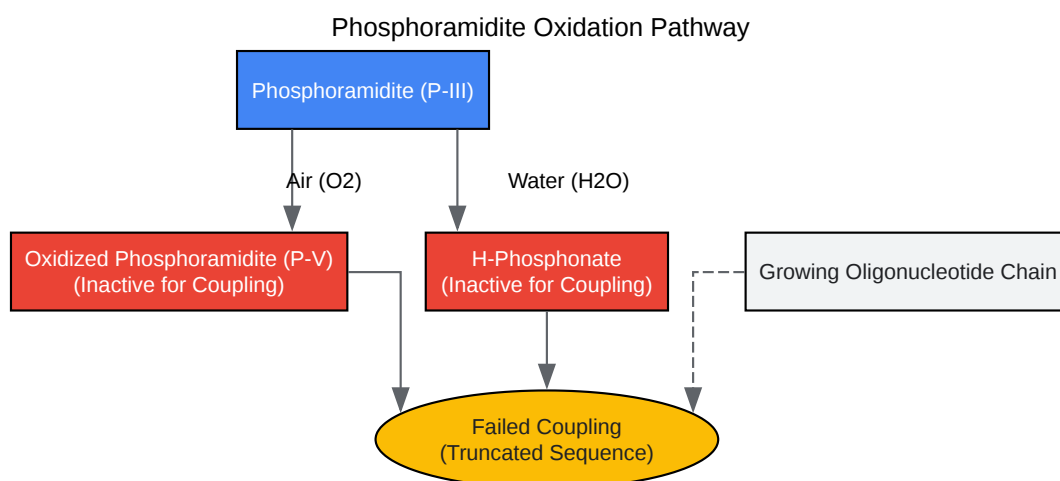 Phosphoramidite Oxidation Pathway
Phosphoramidite (P-III)
Air (O2)
Water (H2O)
Oxidized Phosphoramidite (P-V)
(Inactive for Coupling)
H-Phosphonate
(Inactive for Coupling)
Growing Oligonucleotide Chain
Failed Coupling
(Truncated Sequence)